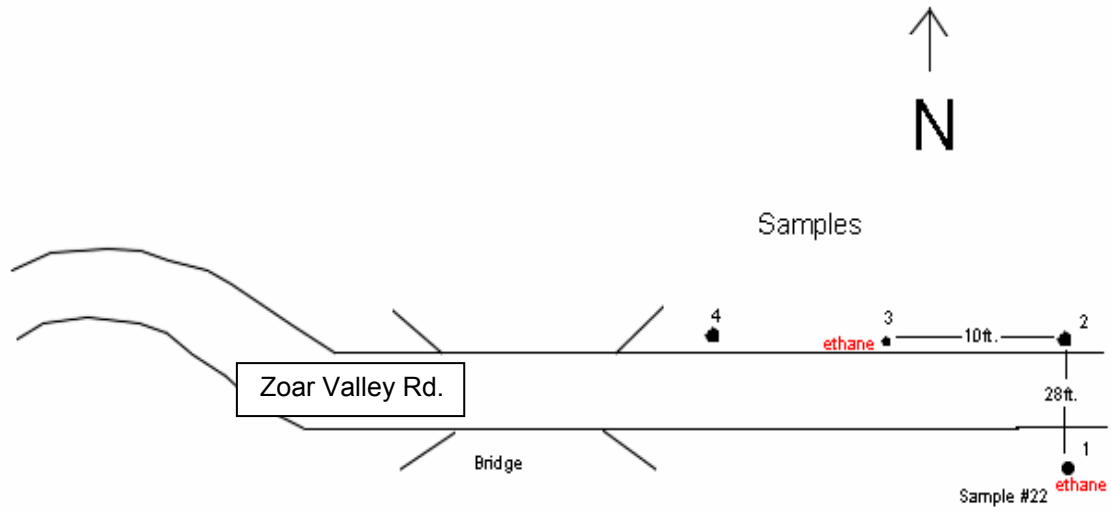 N
Samples
4
3
2
ethane
10ft.
Zoar Valley Rd.
28ft.
1
Bridge
ethane
Sample #22